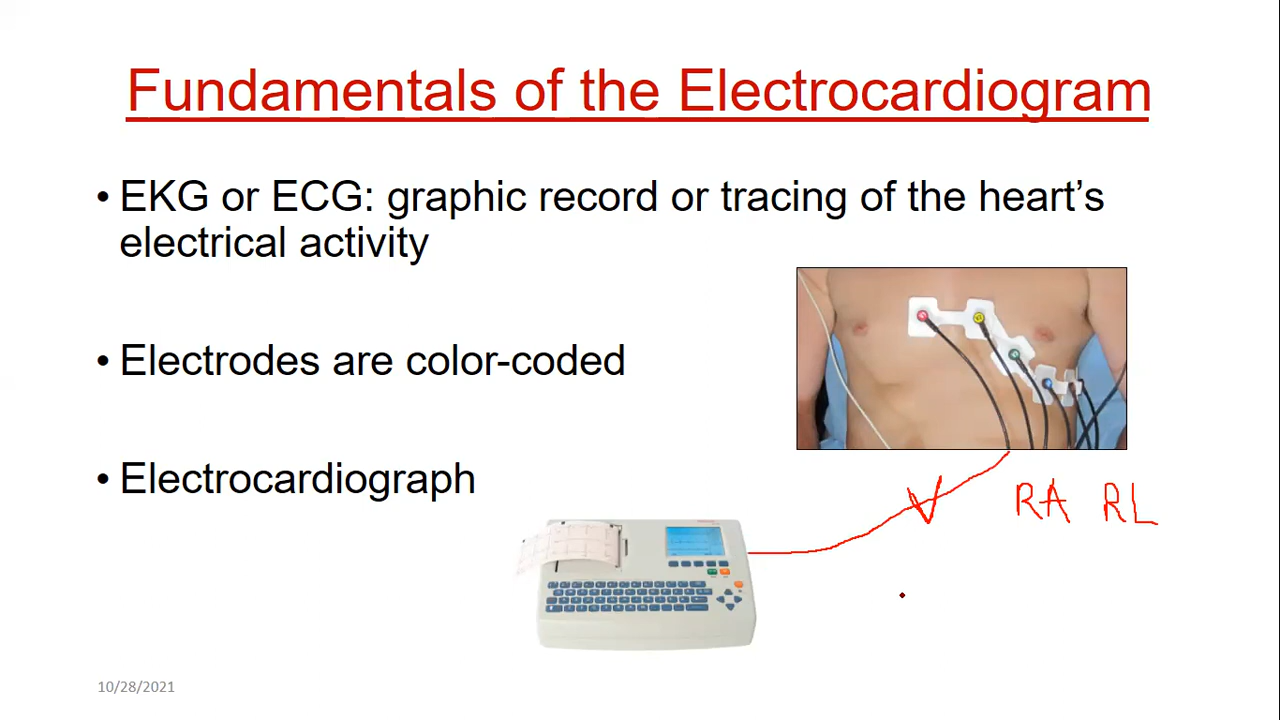 Fundamentals of the Electrocardiogram
• EKG or ECG: graphic record or tracing of the heart’s
electrical activity
• Electrodes are color-coded
• Electrocardiograph
V RA RL
10/28/2021